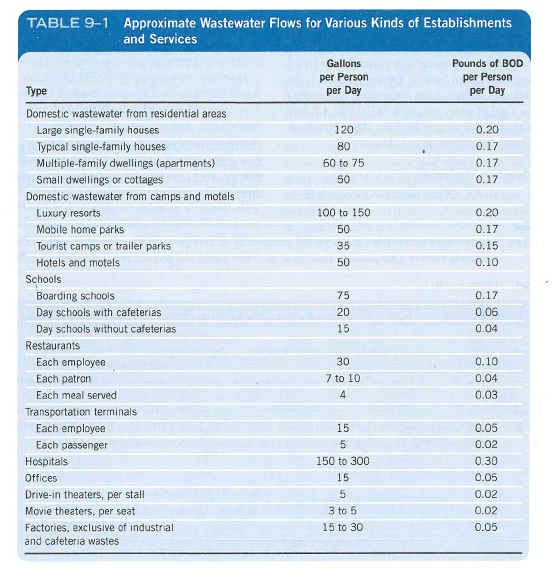 TABLE 9-1 Approximate Wastewater Flows for Various Kinds of Establishments
and Services
Gallons Pounds of BOD
per Person per Person
Type per Day per Day
Domestic wastewater from residential areas
Large single-family houses 120 0.20
Typical single-family houses 80 0.17
Multiple-family dwellings (apartments) 60 to 75 0.17
Small dwellings or cottages 50 0.17
Domestic wastewater from camps and motels
Luxury resorts 100 to 150 0.20
Mobile home parks 50 0.17
Tourist camps or trailer parks 35 0.15
Hotels and motels 50 0.10
Schools
Boarding schools 75 0.17
Day schools with cafeterias 20 0.06
Day schools without cafeterias 15 0.04
Restaurants
Each employee 30 0.10
Each patron 7 to 10 0.04
Each meal served 4 0.03
Transportation terminals
Each employee 15 0.05
Each passenger 5 0.02
Hospitals 150 to 300 0.30
Offices 15 0.05
Drive-in theaters, per stall 5 0.02
Movie theaters, per seat 3 to 5 0.02
Factories, exclusive of industrial 15 to 30 0.05
and cafeteria wastes